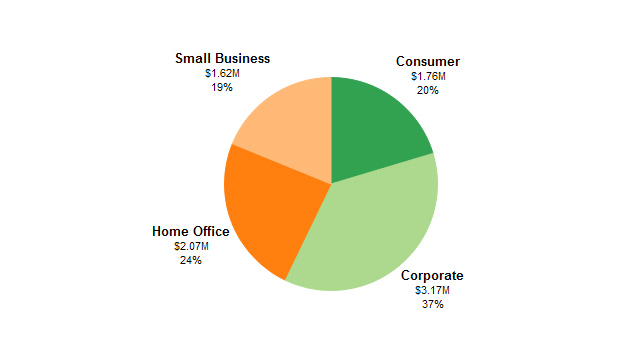 Small Business
$1.62M
19%
Consumer
$1.76M
20%
Home Office
$2.07M
24%
Corporate
$3.17M
37%